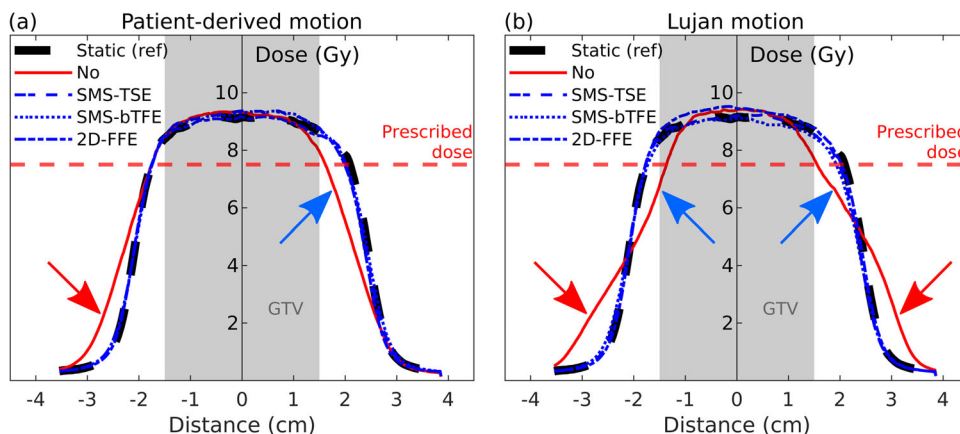 (a) Patient-derived motion
Static (ref)
No
SMS-TSE
SMS-bTFE
2D-FFE
Dose (Gy)
10
8
6
4
2
Prescribed
dose
GTV
-4 -3 -2 -1 0 1 2 3 4
Distance (cm)
(b) Lujan motion
Static (ref)
No
SMS-TSE
SMS-bTFE
2D-FFE
Dose (Gy)
10
8
6
4
2
Prescribed
dose
GTV
-4 -3 -2 -1 0 1 2 3 4
Distance (cm)